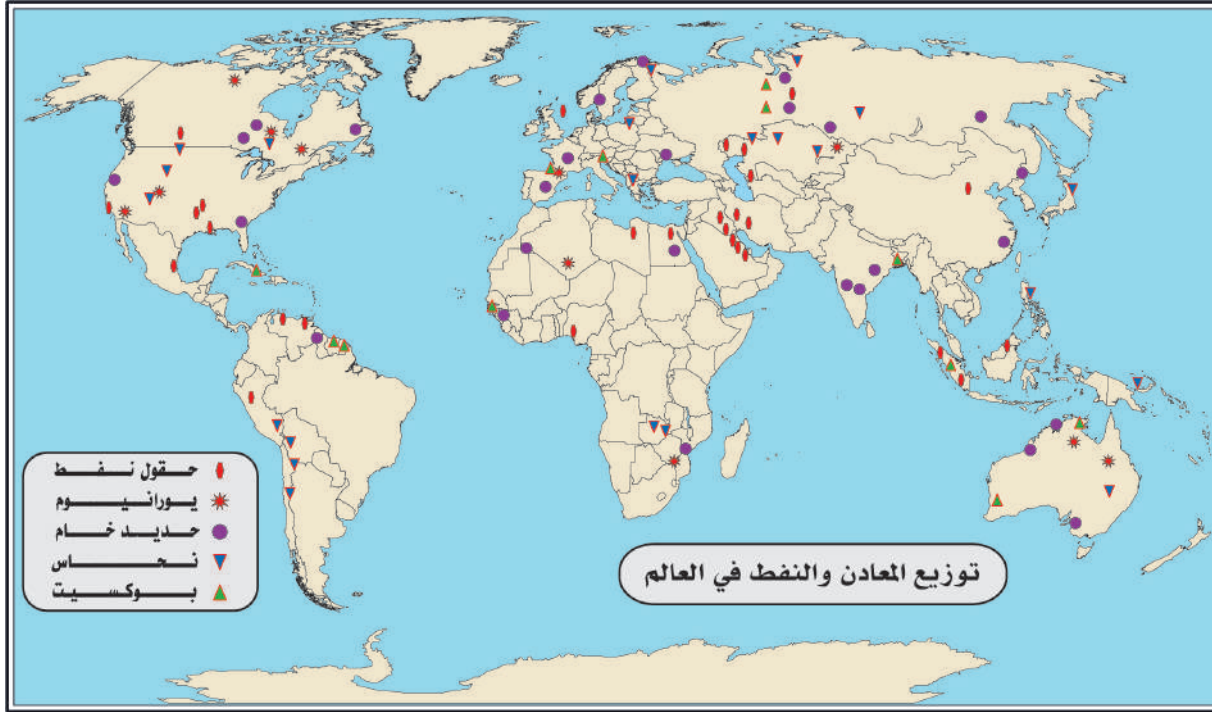 حقول نفط
يورانيوم
حديد خام
نحاس
بوكسيت
توزيع المعادن والنفط في العالم